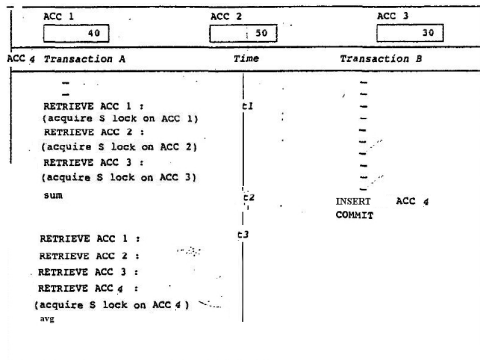 ACC 1 ACC 2 ACC 3
40 50 30
ACC 4 Transaction A Time Transaction B
RETRIEVE ACC 1 : t1
(acquire S lock on ACC 1)
RETRIEVE ACC 2 :
(acquire S lock on ACC 2)
RETRIEVE ACC 3 :
(acquire S lock on ACC 3)
sum t2 INSERT ACC 4
COMMIT
RETRIEVE ACC 1 : t3
RETRIEVE ACC 2 :
RETRIEVE ACC 3 :
RETRIEVE ACC 4 :
(acquire S lock on ACC 4 )
avg